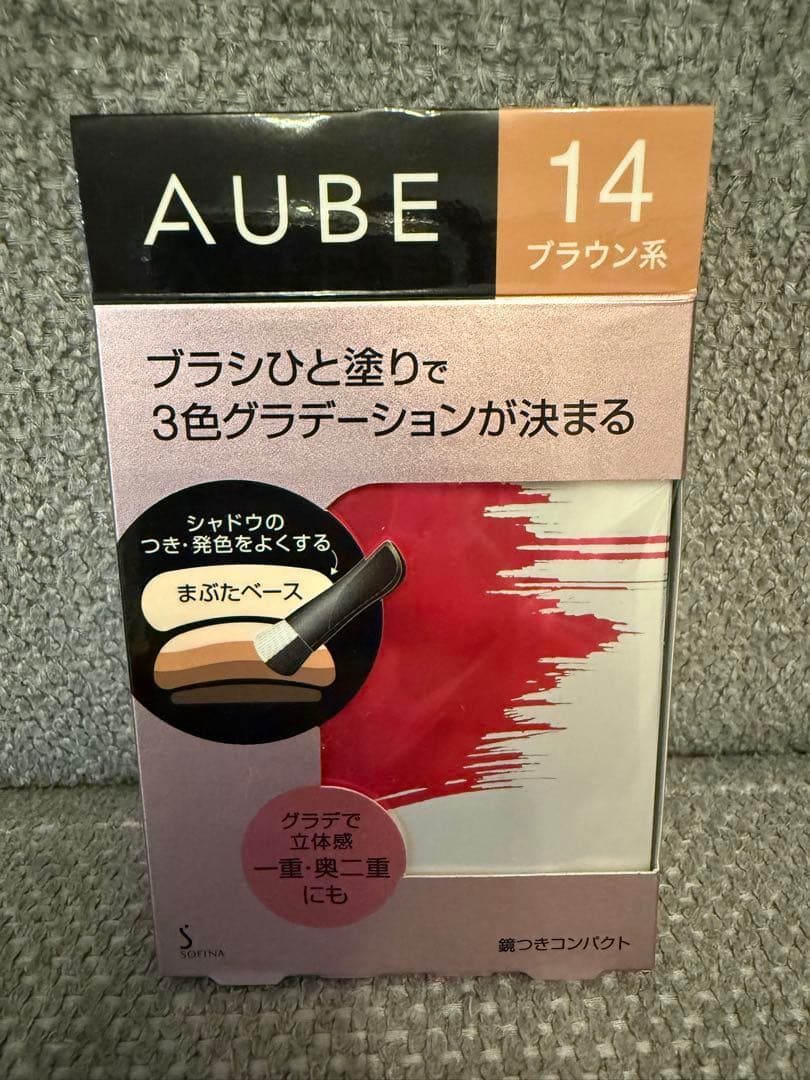 AUBE
14
ブラウン系
ブラシひと塗りで
3色グラデーションが決まる
シャドウの
つき・発色をよくする
まぶたベース
グラデで
立体感
一重・奥二重
にも
SOFINA
鏡つきコンパクト